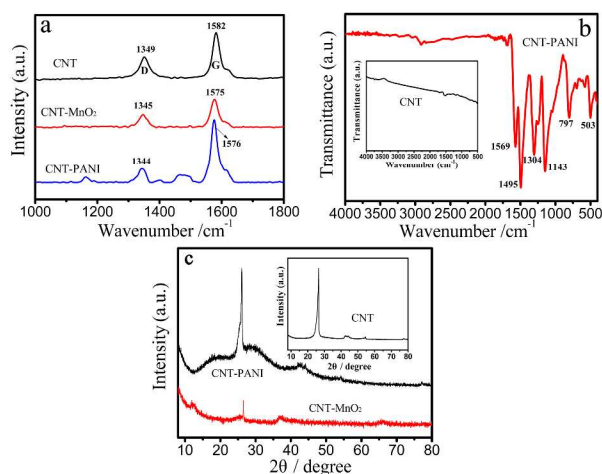 a
1582
1349
CNT
D
G
1575
1345
CNT-MnO₂
1576
1344
CNT-PANI
Intensity (a.u.)
1000 1200 1400 1600 1800
Wavenumber /cm⁻¹
b
CNT-PANI
CNT
Transmittance (a.u.)
4000 3500 3000 2500 2000 1500 1000 500
Wavenumber (cm⁻¹)
1569
1304
797
503
1143
1495
Transmittance (a.u.)
4000 3500 3000 2500 2000 1500 1000 500
Wavenumber /cm⁻¹
c
CNT
Intensity (a.u.)
10 20 30 40 50 60 70 80
2θ / degree
CNT-PANI
CNT-MnO₂
Intensity (a.u.)
10 20 30 40 50 60 70 80
2θ / degree